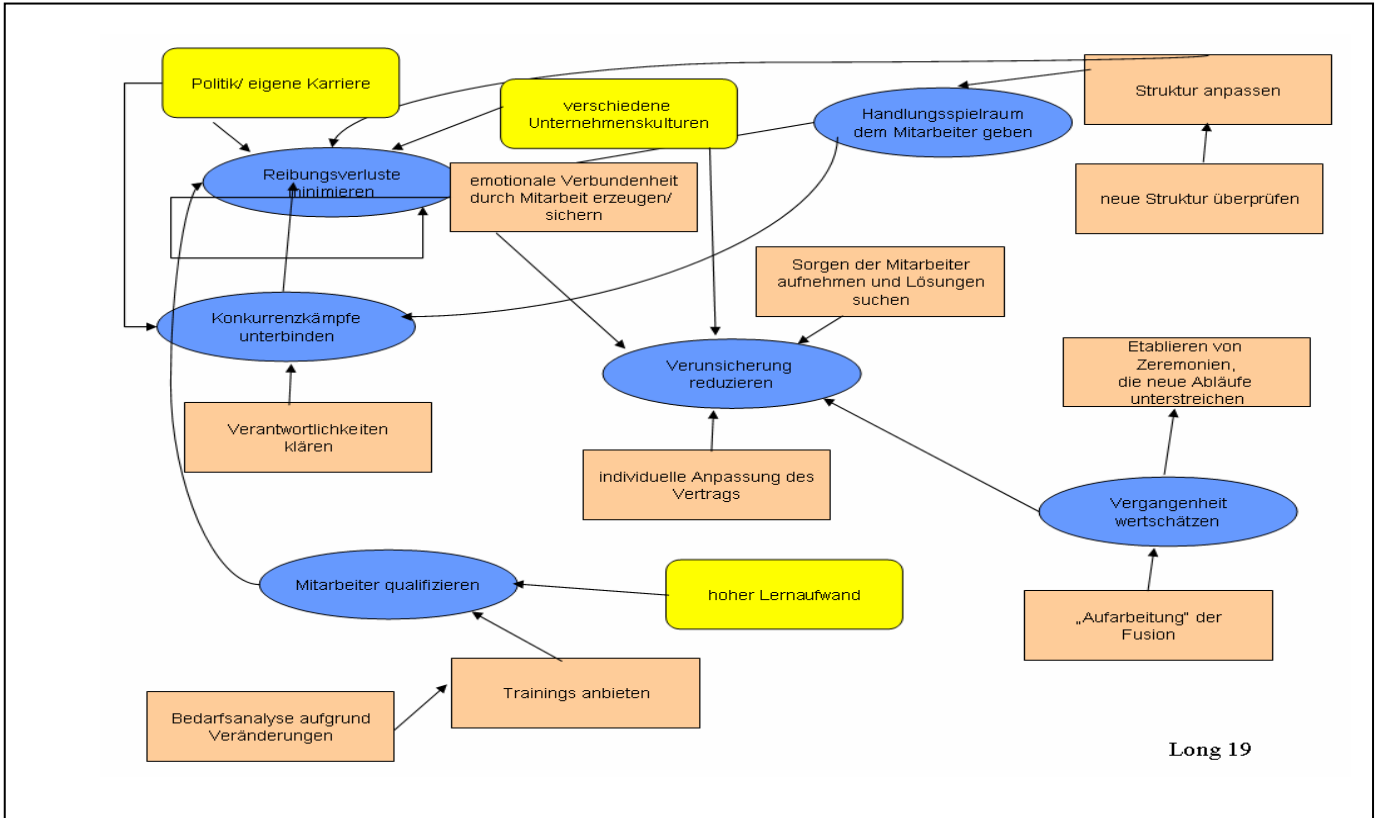 Politik/ eigene Karriere
verschiedene
Unternehmenskulturen
Handlungsspielraum
dem Mitarbeiter geben
Struktur anpassen
Reibungsverluste
minimieren
emotionale Verbundenheit
durch Mitarbeit erzeugen/
sichern
neue Struktur überprüfen
Sorgen der Mitarbeiter
aufnehmen und Lösungen
suchen
Konkurrenzkämpfe
unterbinden
Verunsicherung
reduzieren
Etablieren von
Zeremonien,
die neue Abläufe
unterstreichen
Verantwortlichkeiten
klären
individuelle Anpassung des
Vertrags
Vergangenheit
wertschätzen
Mitarbeiter qualifizieren
hoher Lernaufwand
„Aufarbeitung“ der
Fusion
Trainings anbieten
Bedarfsanalyse aufgrund
Veränderungen
Long 19